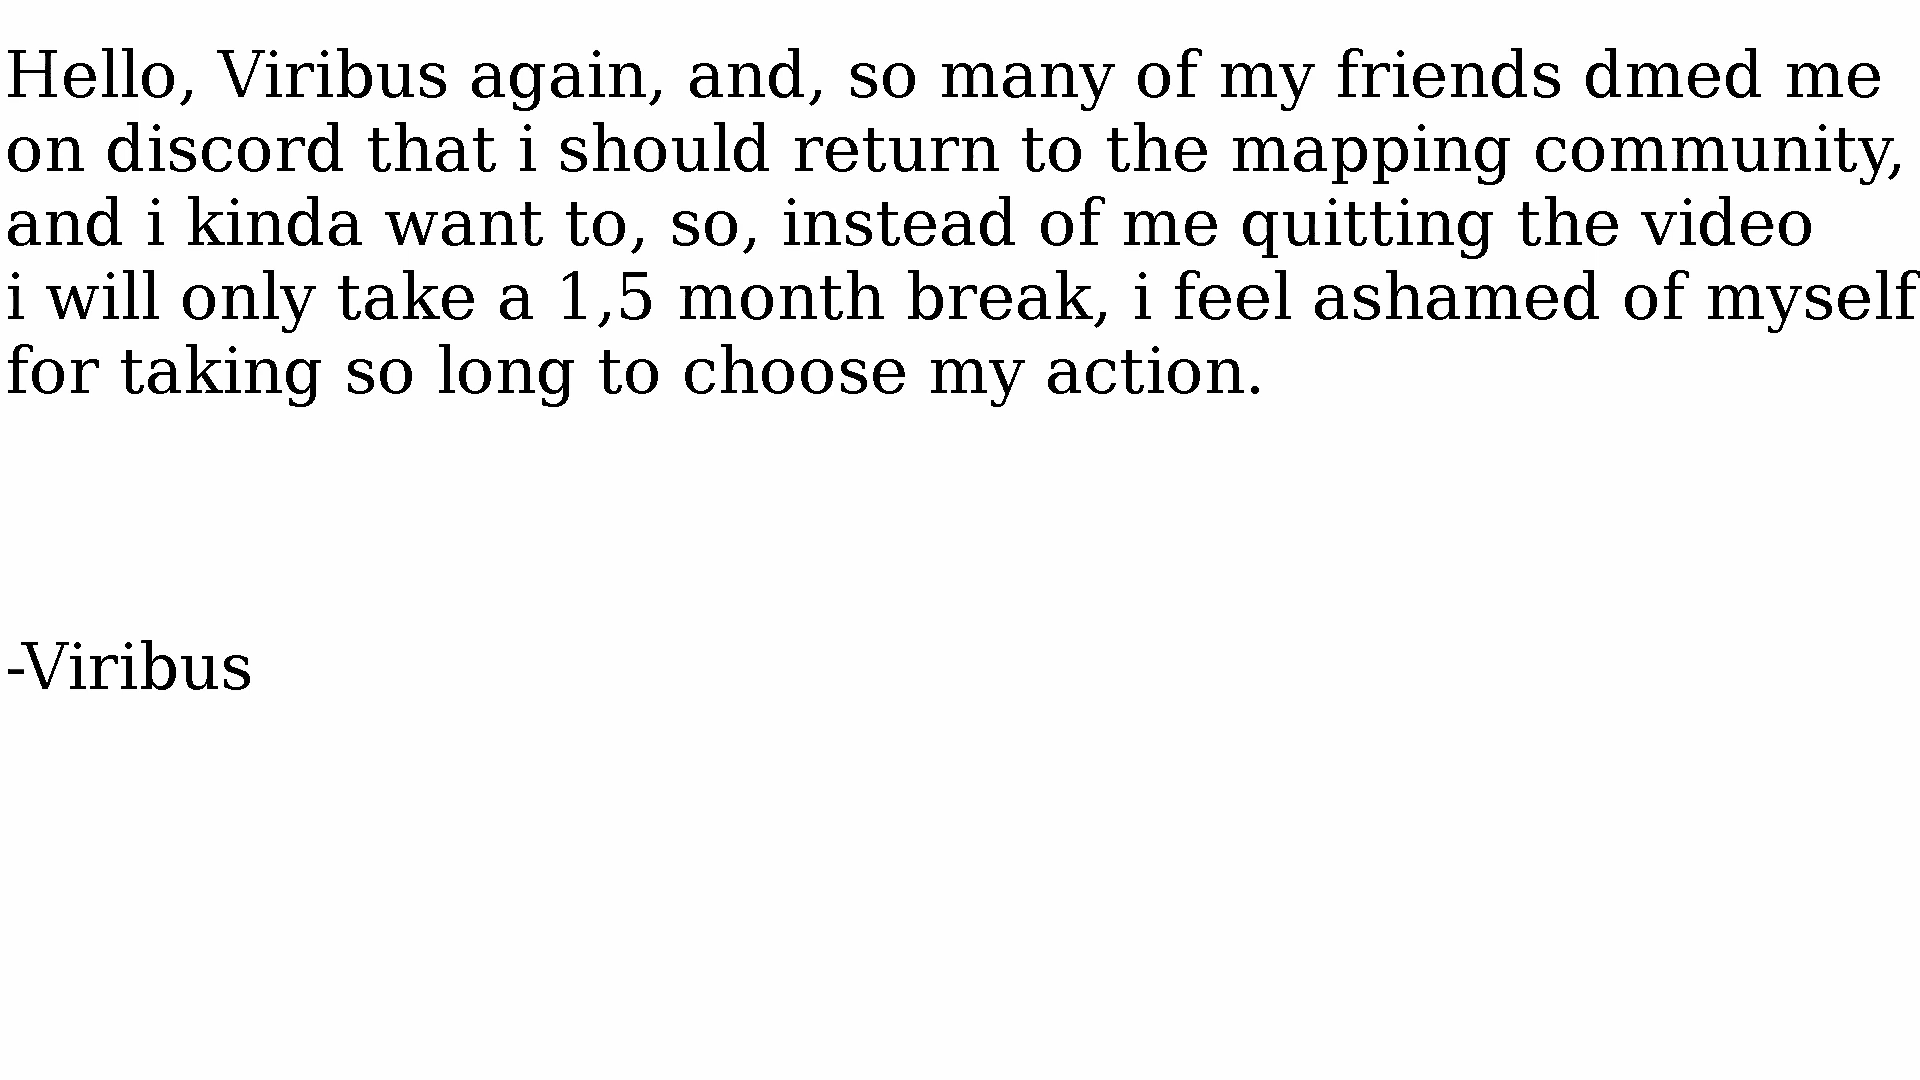 Hello, Viribus again, and, so many of my friends dmed me
on discord that i should return to the mapping community,
and i kinda want to, so, instead of me quitting the video
i will only take a 1,5 month break, i feel ashamed of myself
for taking so long to choose my action.
-Viribus